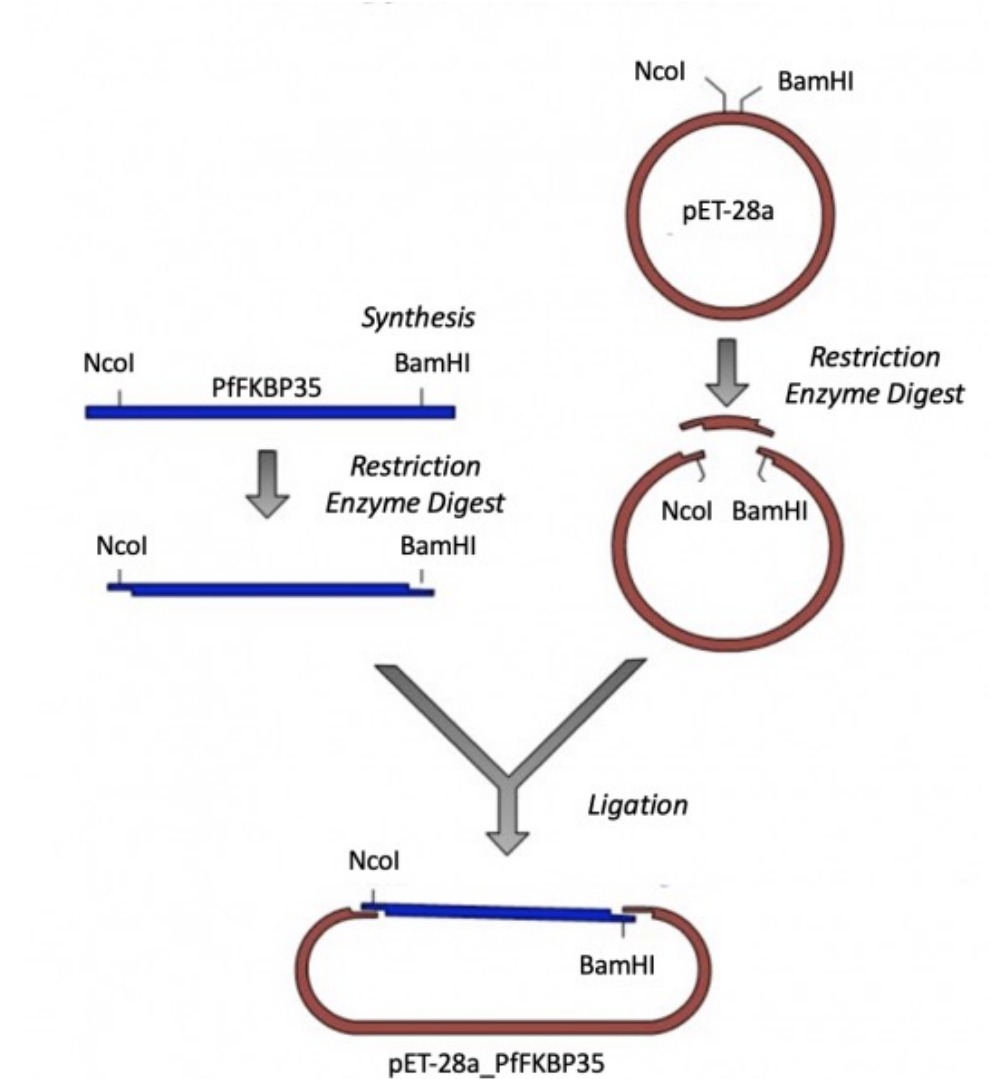 NcoI
BamHI
pET-28a
Synthesis
NcoI
BamHI
PfFKBP35
Restriction
Enzyme Digest
Restriction
Enzyme Digest
NcoI
BamHI
NcoI
BamHI
Ligation
NcoI
BamHI
pET-28a_PfFKBP35